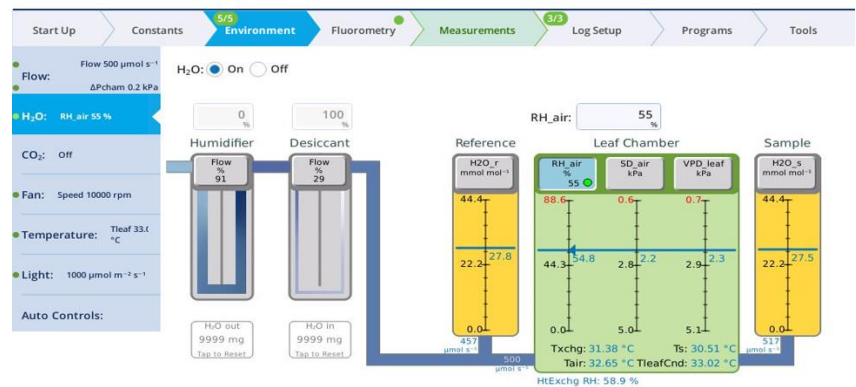 5/5
3/3
Start Up
Constants
Environment
Fluorometry
Measurements
Log Setup
Programs
Tools
Flow:
Flow 500 µmol s⁻¹
ΔPcham 0.2 kPa
H₂O: RH_air 55 %
CO₂: Off
Fan: Speed 10000 rpm
Temperature: Tleaf 33.0
°C
Light: 1000 µmol m⁻² s⁻¹
Auto Controls:
H₂O: On Off
0
%
100
%
RH_air: 55
%
Humidifier
Desiccant
Reference
Leaf Chamber
Sample
Flow
%
91
Flow
%
29
H2O_r
mmol mol⁻¹
RH_air
%
55
SD_air
kPa
VPD_leaf
kPa
H2O_s
mmol mol⁻¹
44.4
27.8
22.2
0.0
88.6
54.8
44.3
0.0
0.6
2.2
2.8
5.0
0.7
2.3
2.9
5.1
44.4
27.5
22.2
0.0
H₂O out
9999 mg
Tap to Reset
H₂O in
9999 mg
Tap to Reset
457
µmol s⁻¹
500
µmol s⁻¹
517
µmol s⁻¹
Txchg: 31.38 °C Ts: 30.51 °C
Tair: 32.65 °C TleafCnd: 33.02 °C
HtExchg RH: 58.9 %